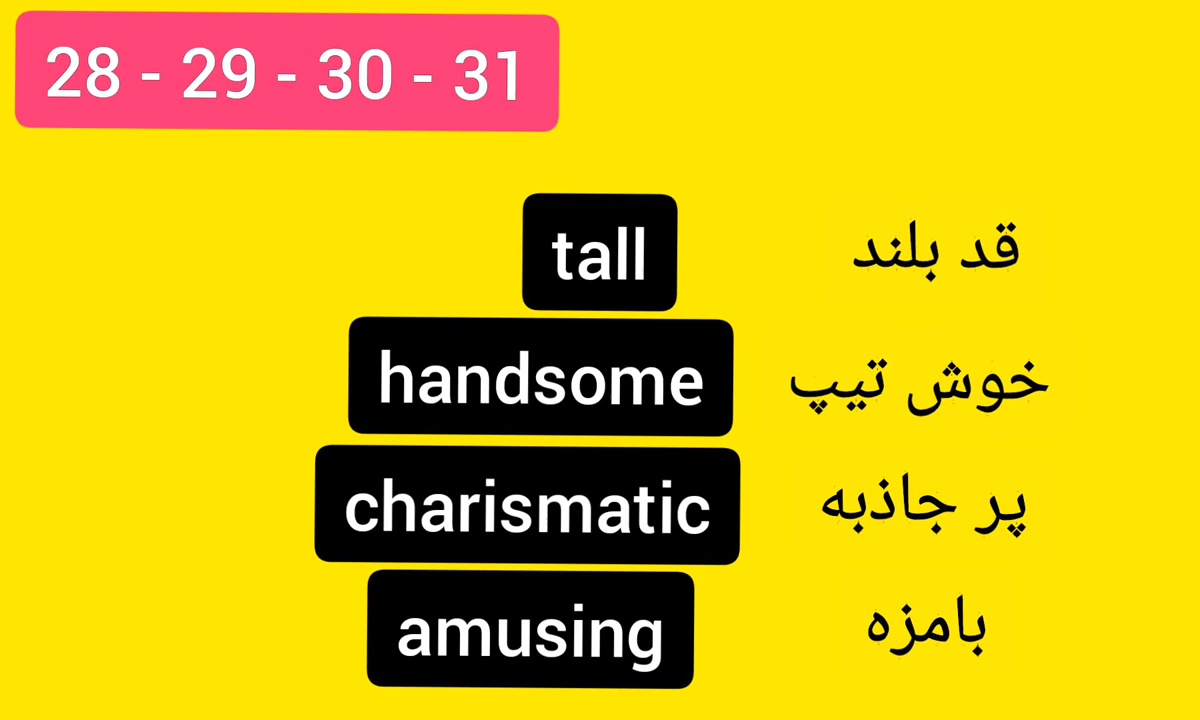 28 - 29 - 30 - 31
tall قد بلند
handsome خوش تیپ
charismatic پر جاذبه
amusing بامزه